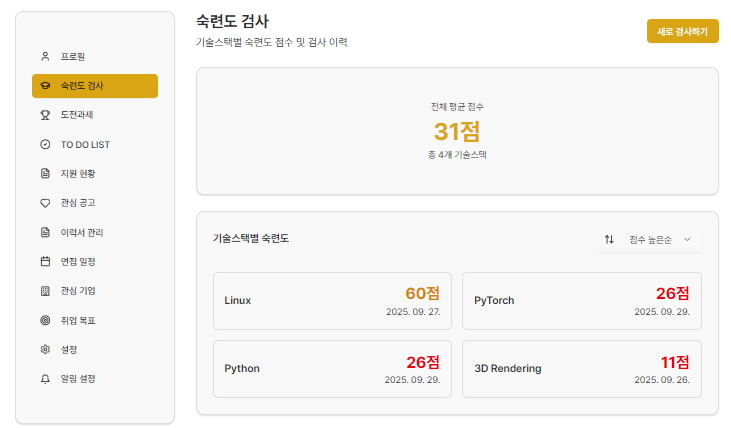 프로필
숙련도 검사
도전과제
TO DO LIST
지원 현황
관심 공고
이력서 관리
면접 일정
관심 기업
취업 목표
설정
알림 설정
숙련도 검사
기술스택별 숙련도 점수 및 검사 이력
새로 검사하기
전체 평균 점수
31점
총 4개 기술스택
기술스택별 숙련도
점수 높은순
Linux
60점
2025. 09. 27.
PyTorch
26점
2025. 09. 29.
Python
26점
2025. 09. 29.
3D Rendering
11점
2025. 09. 26.